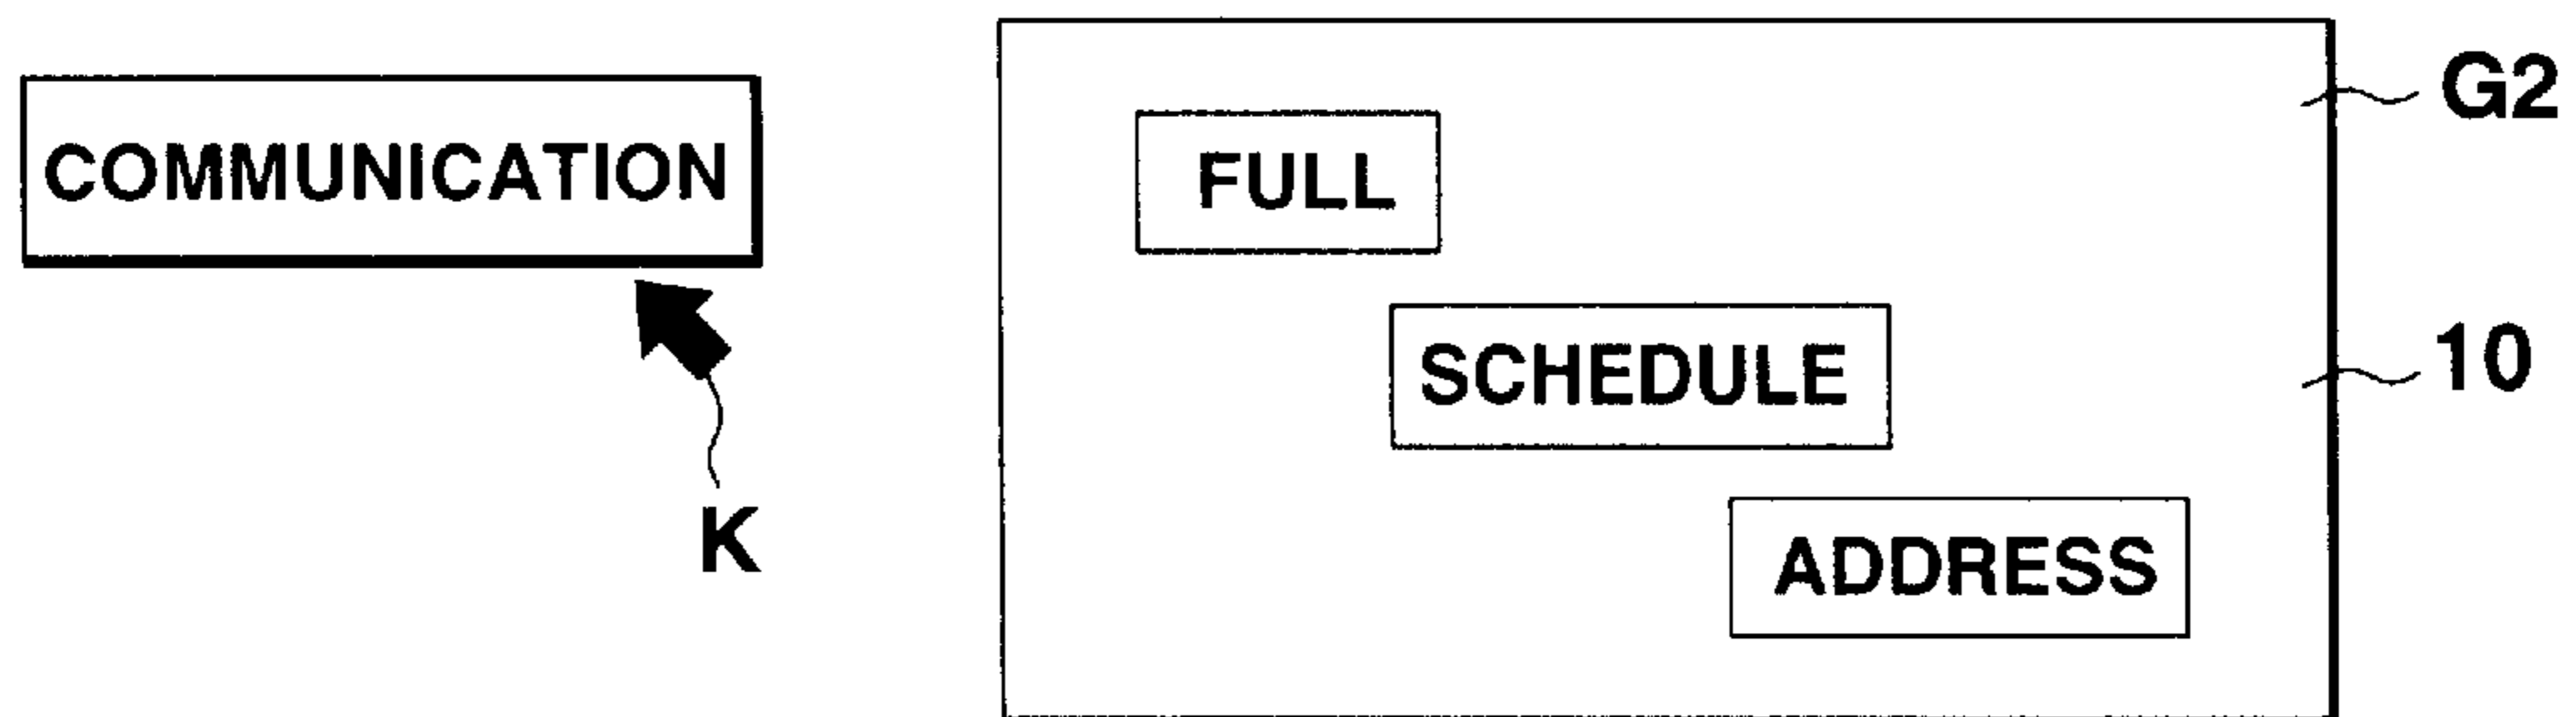 COMMUNICATION
K
FULL
SCHEDULE
ADDRESS
G2
10